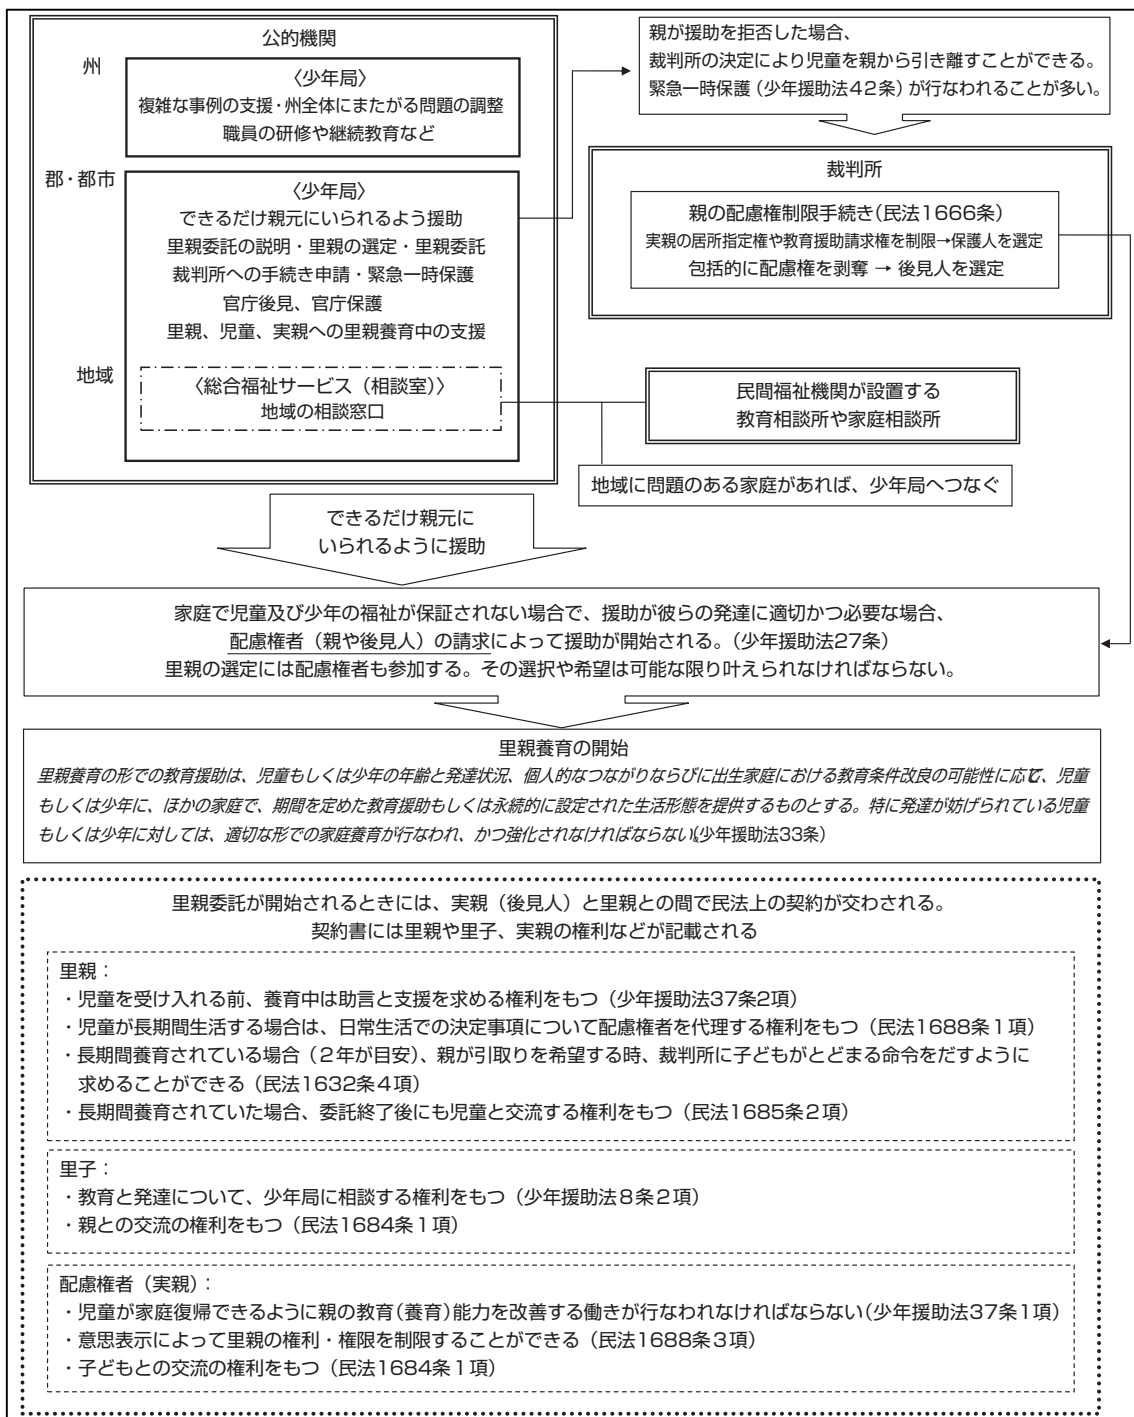 公的機関
州
〈少年局〉
複雑な事例の支援・州全体にまたがる問題の調整
職員の研修や継続教育など
郡・都市
〈少年局〉
できるだけ親元にいられるよう援助
里親委託の説明・里親の選定・里親委託
裁判所への手続き申請・緊急一時保護
官庁後見、官庁保護
里親、児童、実親への里親養育中の支援
地域
〈総合福祉サービス（相談室）〉
地域の相談窓口
親が援助を拒否した場合、
裁判所の決定により児童を親から引き離すことができる。
緊急一時保護（少年援助法42条）が行なわれることが多い。
裁判所
親の配慮権制限手続き（民法1666条）
実親の居所指定権や教育援助請求権を制限→保護人を選定
包括的に配慮権を剥奪 → 後見人を選定
民間福祉機関が設置する
教育相談所や家庭相談所
地域に問題のある家庭があれば、少年局へつなぐ
できるだけ親元に
いられるように援助
家庭で児童及び少年の福祉が保証されない場合で、援助が彼らの発達に適切かつ必要な場合、
配慮権者（親や後見人）の請求によって援助が開始される。（少年援助法27条）
里親の選定には配慮権者も参加する。その選択や希望は可能な限り叶えられなければならない。
里親養育の開始
里親養育の形での教育援助は、児童もしくは少年の年齢と発達状況、個人的なつながりならびに出生家庭における教育条件改良の可能性に応じて、児童
もしくは少年に、ほかの家庭で、期間を定めた教育援助もしくは永続的に設定された生活形態を提供するものとする。特に発達が妨げられている児童
もしくは少年に対しては、適切な形での家庭養育が行なわれ、かつ強化されなければならない。（少年援助法33条）
里親委託が開始されるときには、実親（後見人）と里親との間で民法上の契約が交わされる。
契約書には里親や里子、実親の権利などが記載される
里親：
・児童を受け入れる前、養育中は助言と支援を求める権利をもつ（少年援助法37条2項）
・児童が長期間生活する場合は、日常生活での決定事項について配慮権者を代理する権利をもつ（民法1688条1項）
・長期間養育されている場合（２年が目安）、親が引取りを希望する時、裁判所に子どもがとどまる命令をだすように
求めることができる（民法1632条４項）
・長期間養育されていた場合、委託終了後にも児童と交流する権利をもつ（民法1685条２項）
里子：
・教育と発達について、少年局に相談する権利をもつ（少年援助法８条２項）
・親との交流の権利をもつ（民法1684条１項）
配慮権者（実親）：
・児童が家庭復帰できるように親の教育（養育）能力を改善する働きが行なわれなければならない（少年援助法37条１項）
・意思表示によって里親の権利・権限を制限することができる（民法1688条３項）
・子どもとの交流の権利をもつ（民法1684条１項）